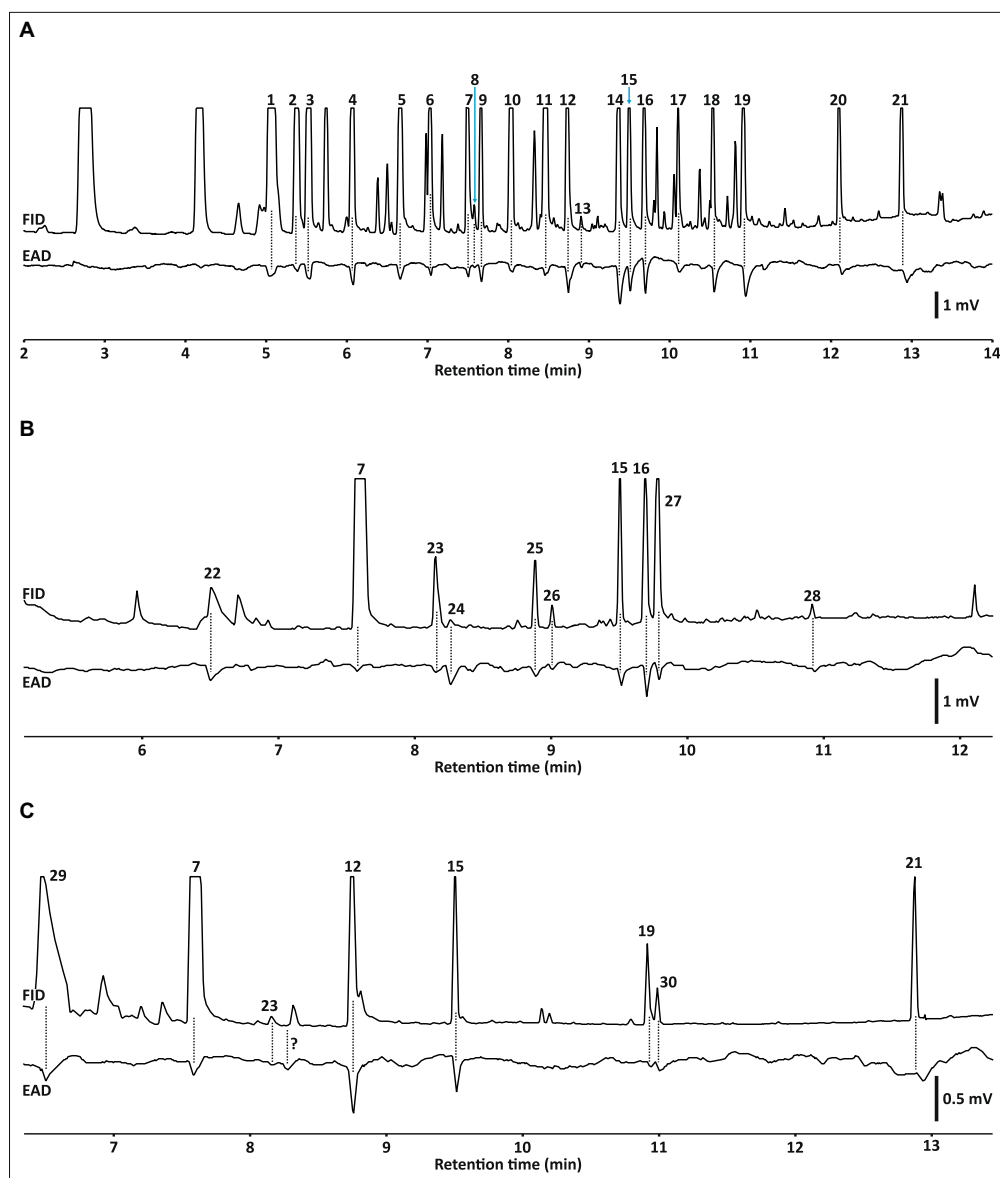 A
8 15
1 2 3 4 5 6 7 9 10 11 12 14 16 17 18 19 20 21
13
FID
EAD
1 mV
2 3 4 5 6 7 8 9 10 11 12 13 14
Retention time (min)
B
7 15 16
27
23 25
22
24 26 28
FID
EAD
1 mV
6 7 8 9 10 11 12
Retention time (min)
C
29 7 12 15 21
19
30
FID
23
?
EAD
0.5 mV
7 8 9 10 11 12 13
Retention time (min)